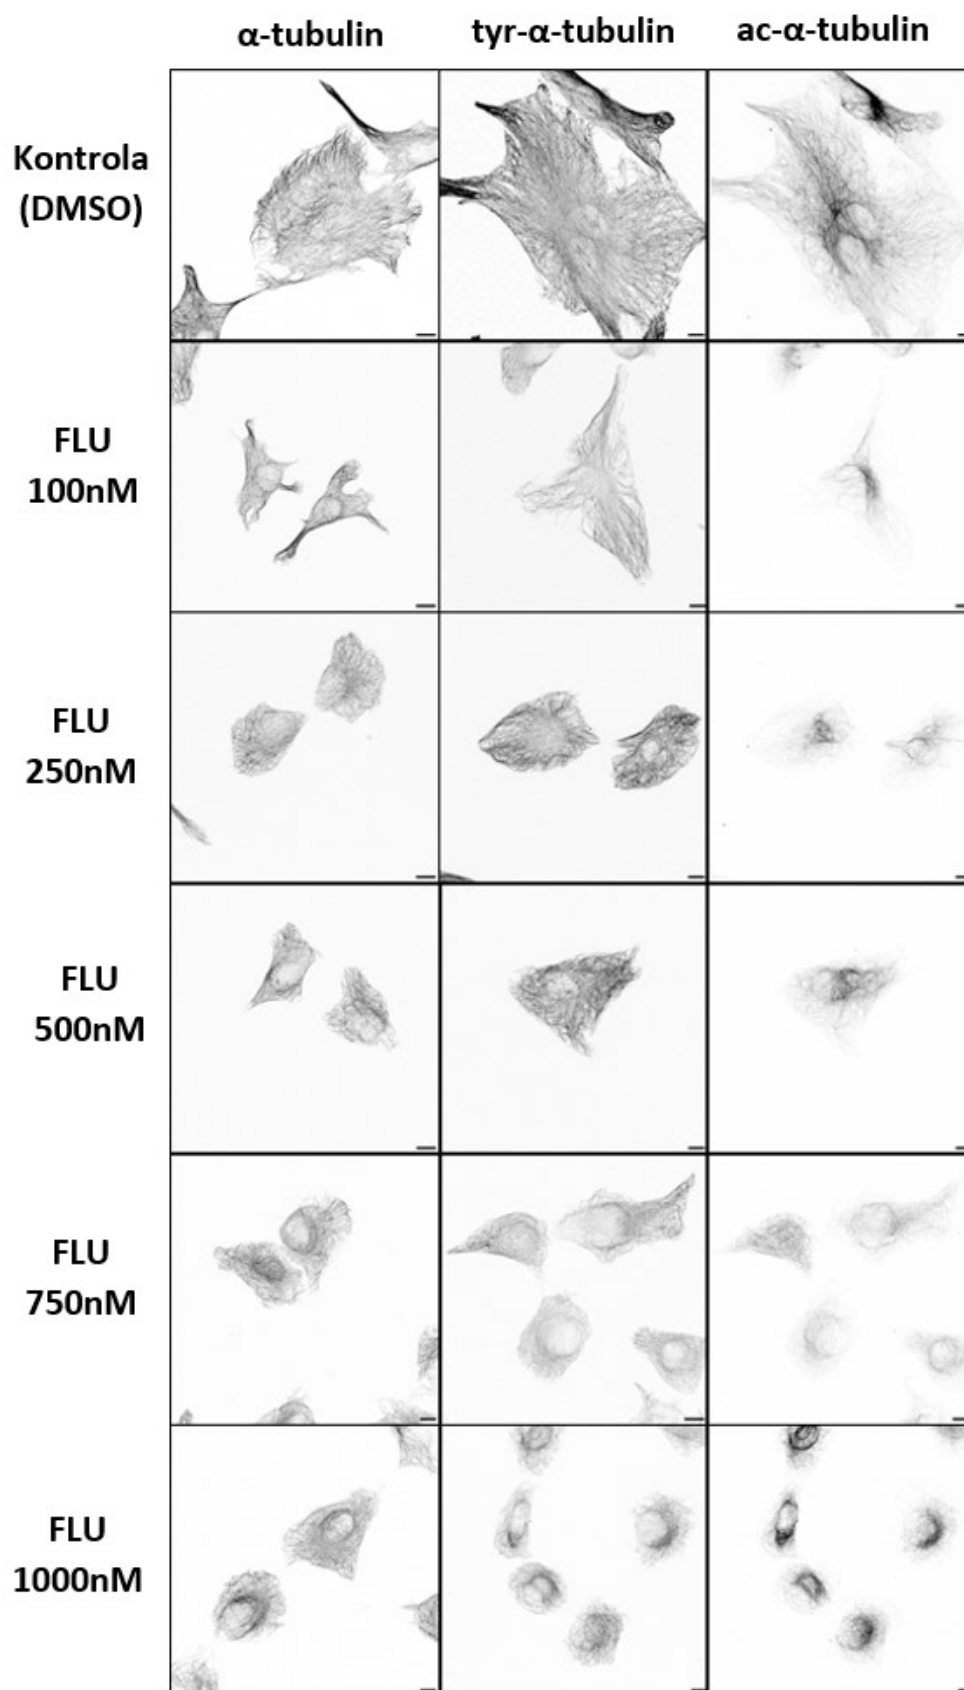 α-tubulin tyr-α-tubulin ac-α-tubulin
Kontrola
(DMSO)
FLU
100nM
FLU
250nM
FLU
500nM
FLU
750nM
FLU
1000nM